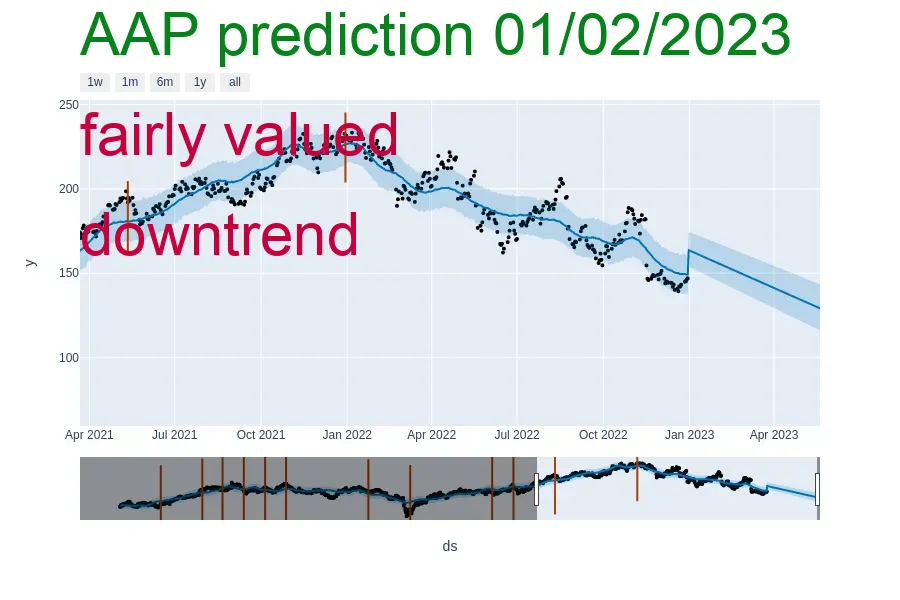 AAP prediction 01/02/2023
1w 1m 6m 1y all
250
fairly valued
200
downtrend
150
y
100
Apr 2021 Jul 2021 Oct 2021 Jan 2022 Apr 2022 Jul 2022 Oct 2022 Jan 2023 Apr 2023
ds